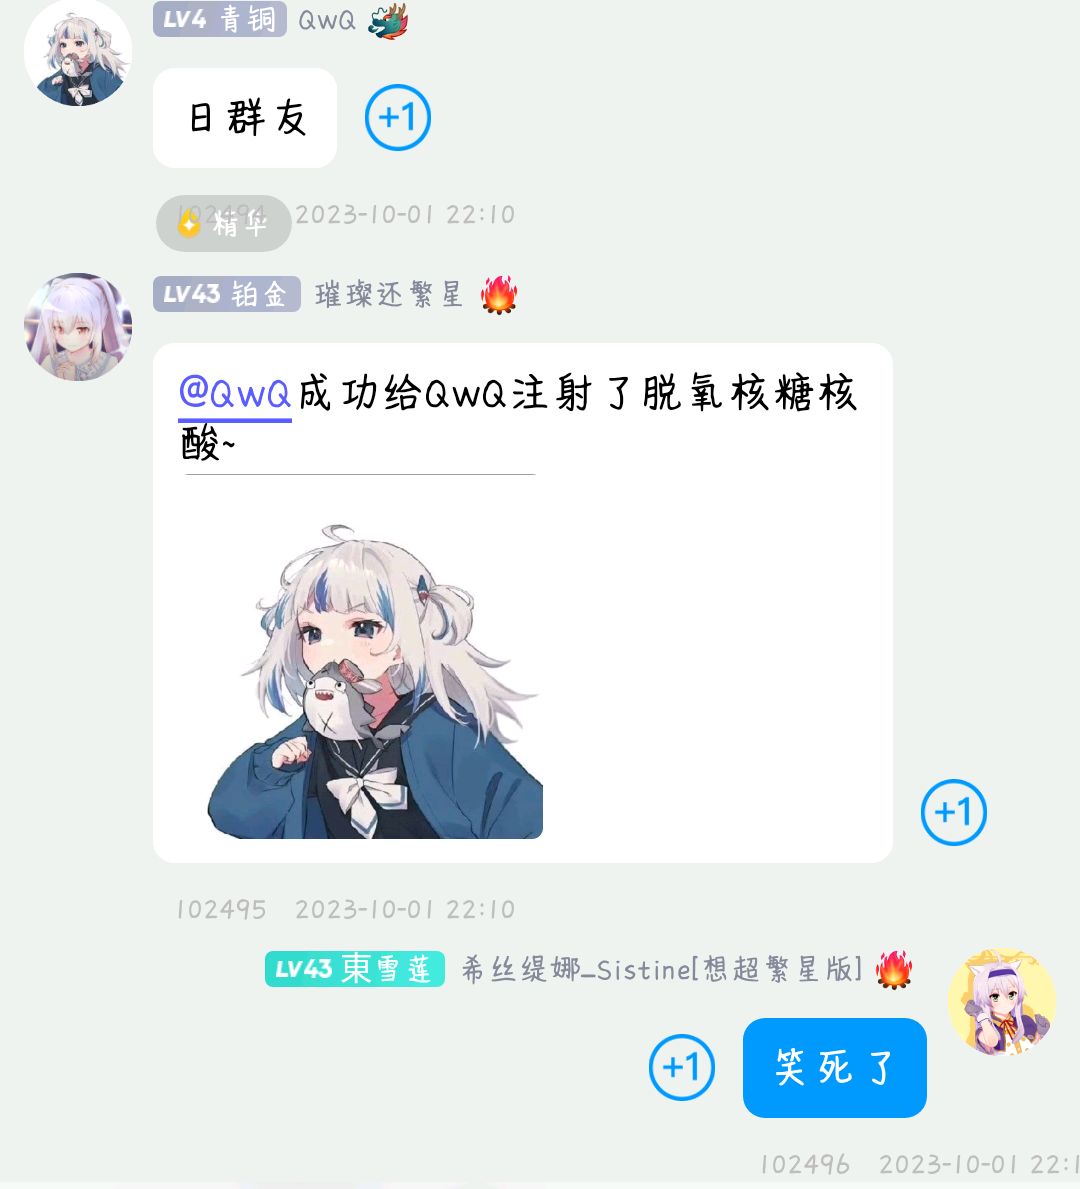 LV4 青铜 QwQ
日群友
+1
102494 2023-10-01 22:10
精华
LV43 铂金 璀璨还繁星
@QwQ成功给QwQ注射了脱氧核糖核
酸~
+1
102495 2023-10-01 22:10
LV43 東雪莲 希丝缇娜_Sistine[想超繁星版]
+1
笑死了
102496 2023-10-01 22:1